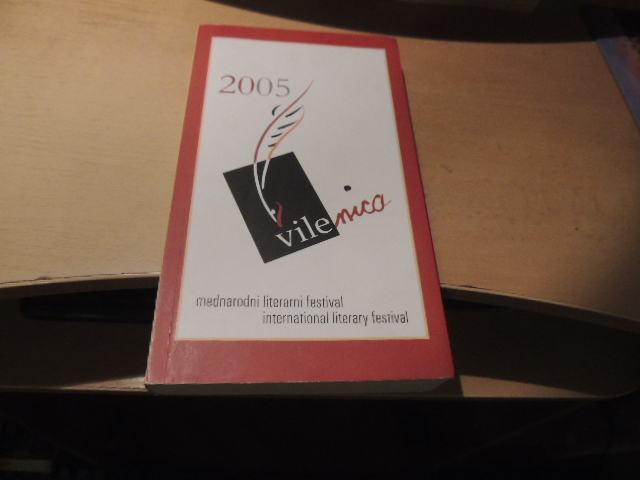 2005
vilenica
mednarodni literarni festival
international literary festival